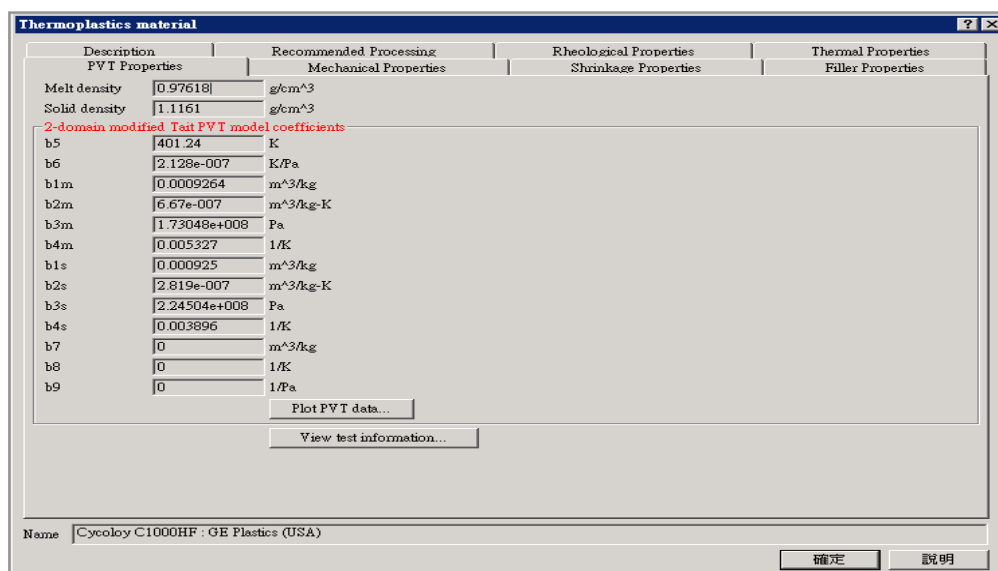 Thermoplastics material
Description Recommended Processing Rheological Properties Thermal Properties
PVT Properties Mechanical Properties Shrinkage Properties Filler Properties
Melt density 0.97618 g/cm^3
Solid density 1.1161 g/cm^3
2-domain modified Tait PVT model coefficients
b5 401.24 K
b6 2.128e-007 K/Pa
b1m 0.0009264 m^3/kg
b2m 6.67e-007 m^3/kg-K
b3m 1.73048e+008 Pa
b4m 0.005327 1/K
b1s 0.000925 m^3/kg
b2s 2.819e-007 m^3/kg-K
b3s 2.24504e+008 Pa
b4s 0.003896 1/K
b7 0 m^3/kg
b8 0 1/K
b9 0 1/Pa
Plot PVT data...
View test information...
Name Cycoloy C1000HF : GE Plastics (USA)
確定 説明